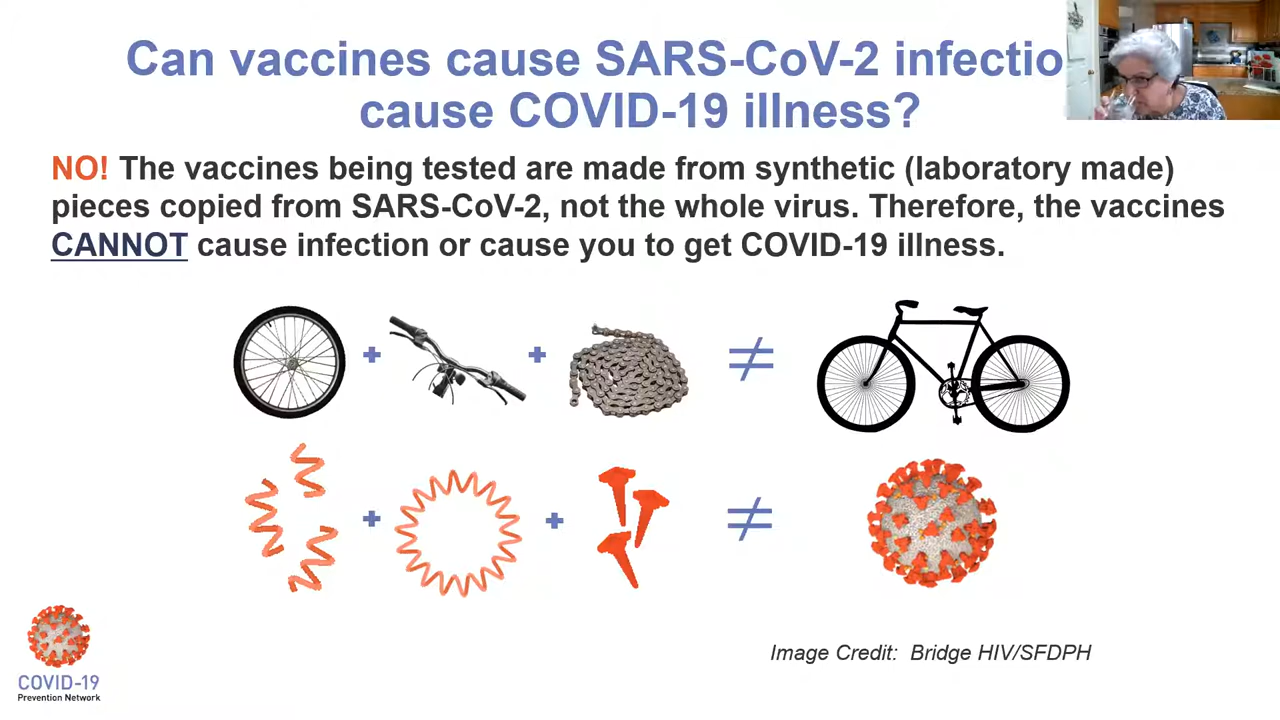 Can vaccines cause SARS-CoV-2 infectio
cause COVID-19 illness?
NO! The vaccines being tested are made from synthetic (laboratory made)
pieces copied from SARS-CoV-2, not the whole virus. Therefore, the vaccines
CANNOT cause infection or cause you to get COVID-19 illness.
+ + ≠
+ + ≠
Image Credit: Bridge HIV/SFDPH
COVID-19
Prevention Network